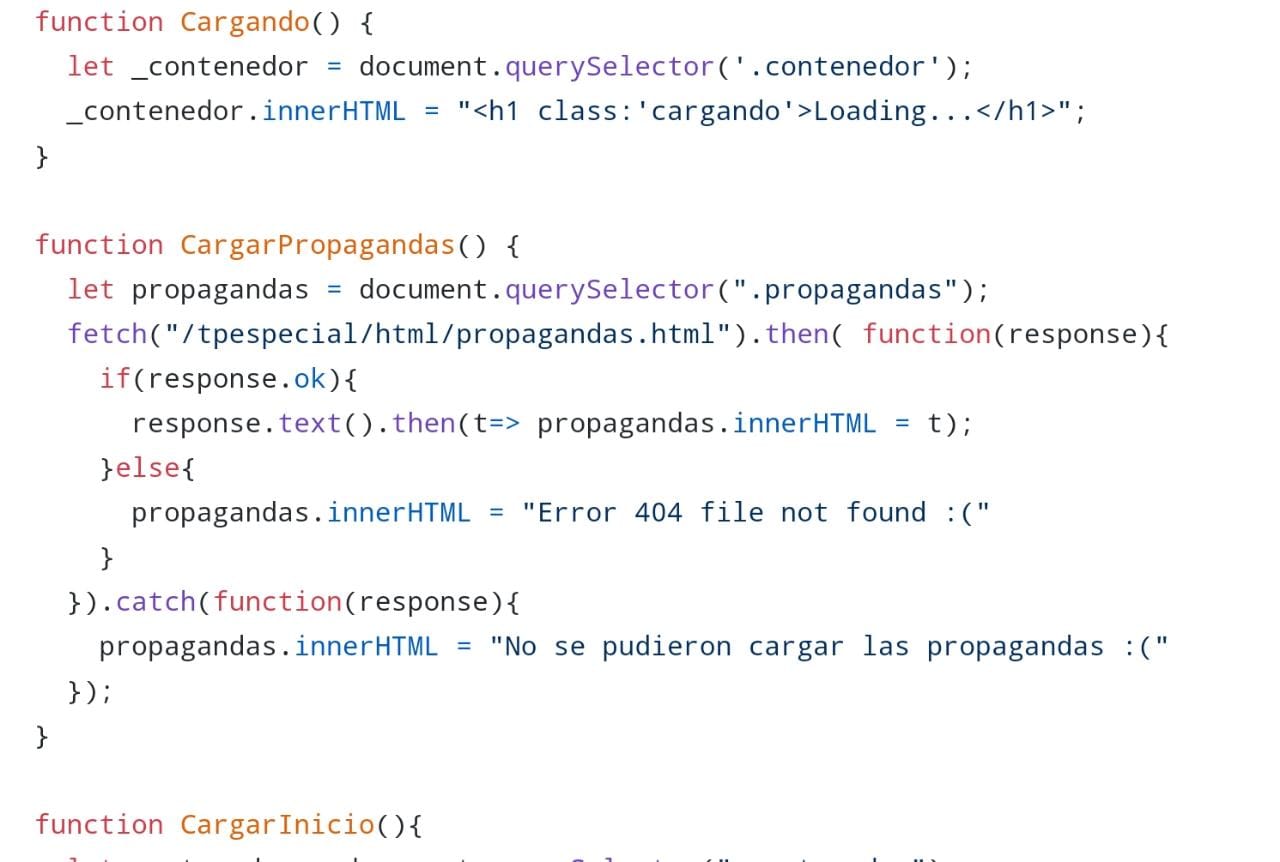 function Cargando() {
let _contenedor = document.querySelector('.contenedor');
_contenedor.innerHTML = "<h1 class:'cargando'>Loading...</h1>";
}
function CargarPropagandas() {
let propagandas = document.querySelector(".propagandas");
fetch("/tpespecial/html/propagandas.html").then( function(response){
if(response.ok){
response.text().then(t=> propagandas.innerHTML = t);
}else{
propagandas.innerHTML = "Error 404 file not found :("
}
}).catch(function(response){
propagandas.innerHTML = "No se pudieron cargar las propagandas :("
});
}
function CargarInicio(){